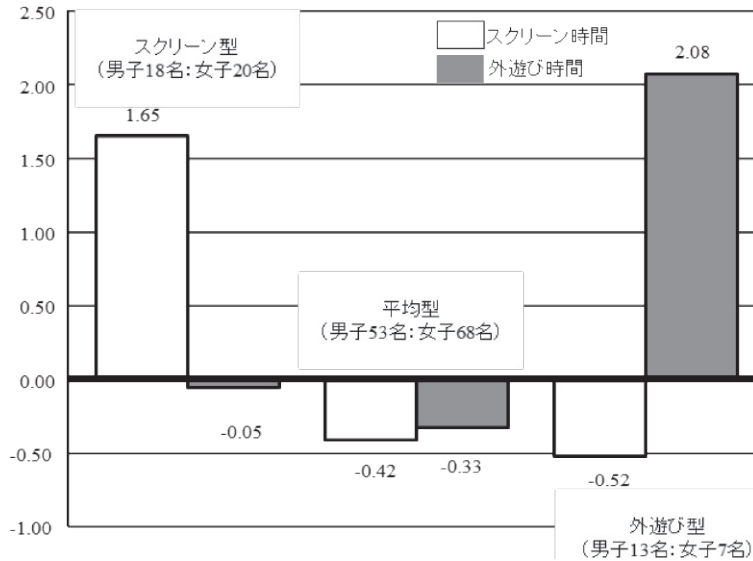 2.50
2.00
1.50
1.00
0.50
0.00
-0.50
-1.00
スクリーン型
（男子18名：女子20名）
スクリーン時間
外遊び時間
1.65
-0.05
平均型
（男子53名：女子68名）
-0.42
-0.33
2.08
-0.52
外遊び型
（男子13名：女子7名）